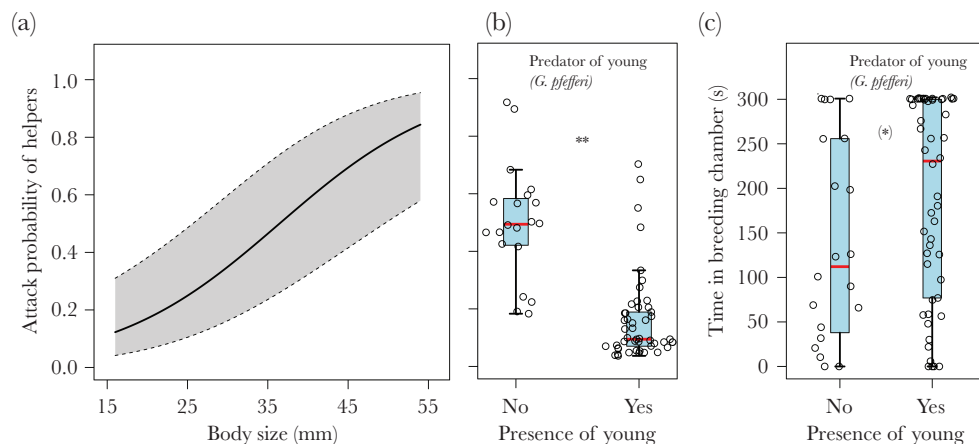 (a)
Attack probability of helpers
1.0
0.8
0.6
0.4
0.2
0.0
15
25
35
45
55
Body size (mm)
(b)
Predator of young
(G. pfefferi)
**
No
Yes
Presence of young
(c)
Time in breeding chamber (s)
Predator of young
(G. pfefferi)
300
250
200
150
100
50
0
(*)
No
Yes
Presence of young